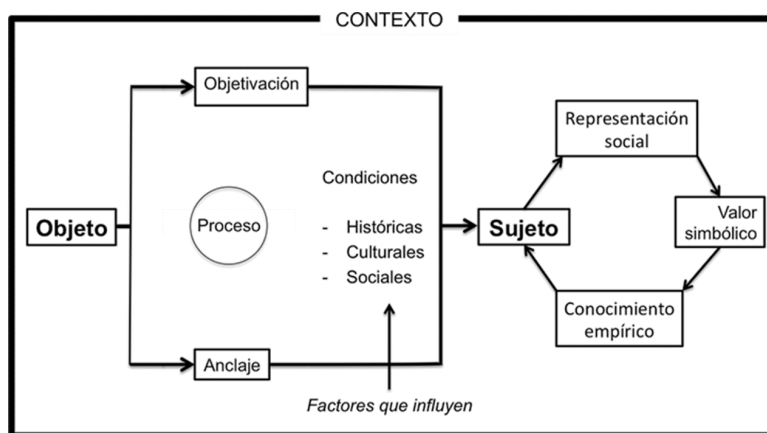 CONTEXTO
Objetivación
Condiciones
Objeto
Proceso
- Históricas
- Culturales
- Sociales
Anclaje
Factores que influyen
Sujeto
Representación
social
Valor
simbólico
Conocimiento
empírico